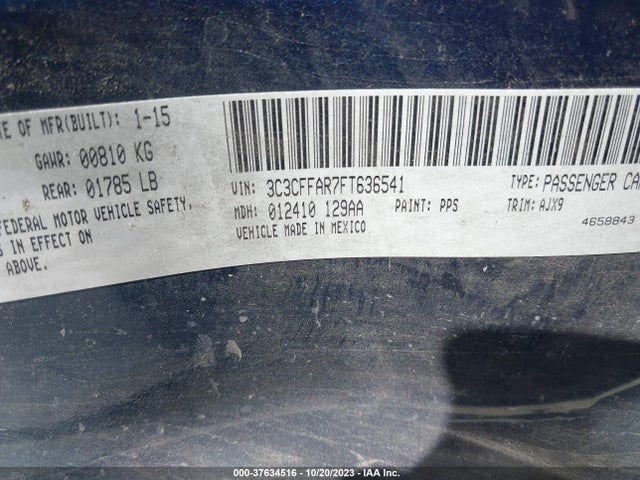 E OF MFR(BUILT): 1-15
GAWR: 00810 KG
REAR: 01785 LB
FEDERAL MOTOR VEHICLE SAFETY,
S IN EFFECT ON
ABOVE.
VIN: 3C3CFFAR7FT636541
TYPE: PASSENGER CA
MDH: 012410 129AA
PAINT: PPS
TRIM: AJX9
VEHICLE MADE IN MEXICO
4658843
000-37634516 - 10/20/2023 - IAA Inc.